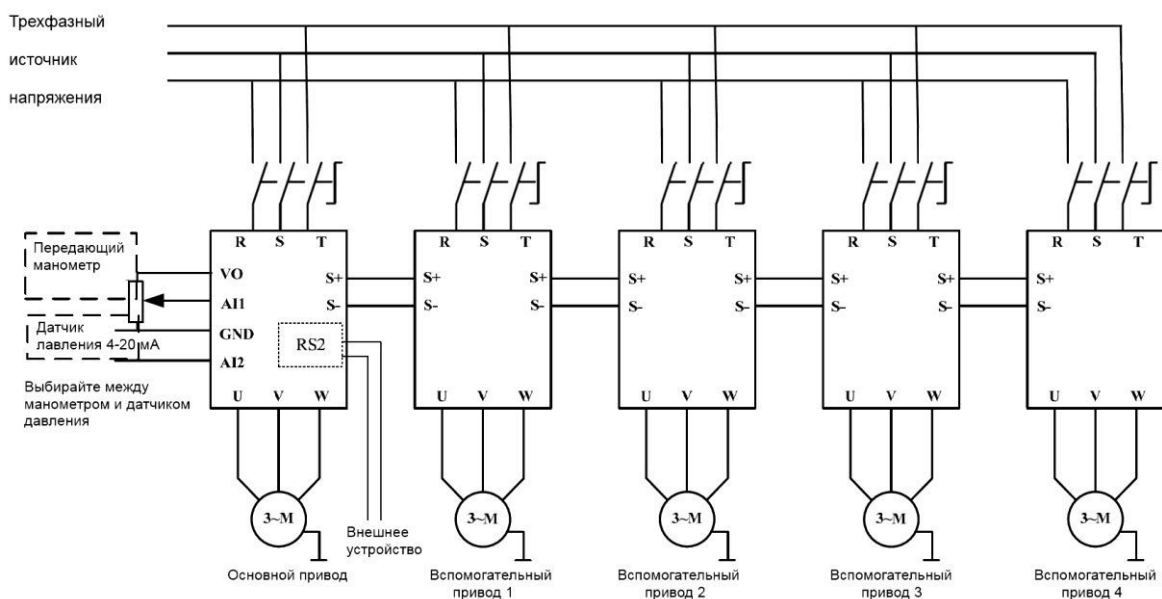 Трехфазный
источник
напряжения
R S T
R S T
R S T
R S T
R S T
Передающий
манометр
VO
AI1
GND
AI2
S+
S-
RS2
S+
S-
S+
S-
S+
S-
S+
S-
S+
S-
S+
S-
S+
S-
Датчик
лавления 4-20 мА
Выбирайте между
манометром и датчиком
давления
U V W
U V W
U V W
U V W
U V W
3~M
3~M
3~M
3~M
3~M
Внешнее
устройство
Основной привод
Вспомогательный
привод 1
Вспомогательный
привод 2
Вспомогательный
привод 3
Вспомогательный
привод 4